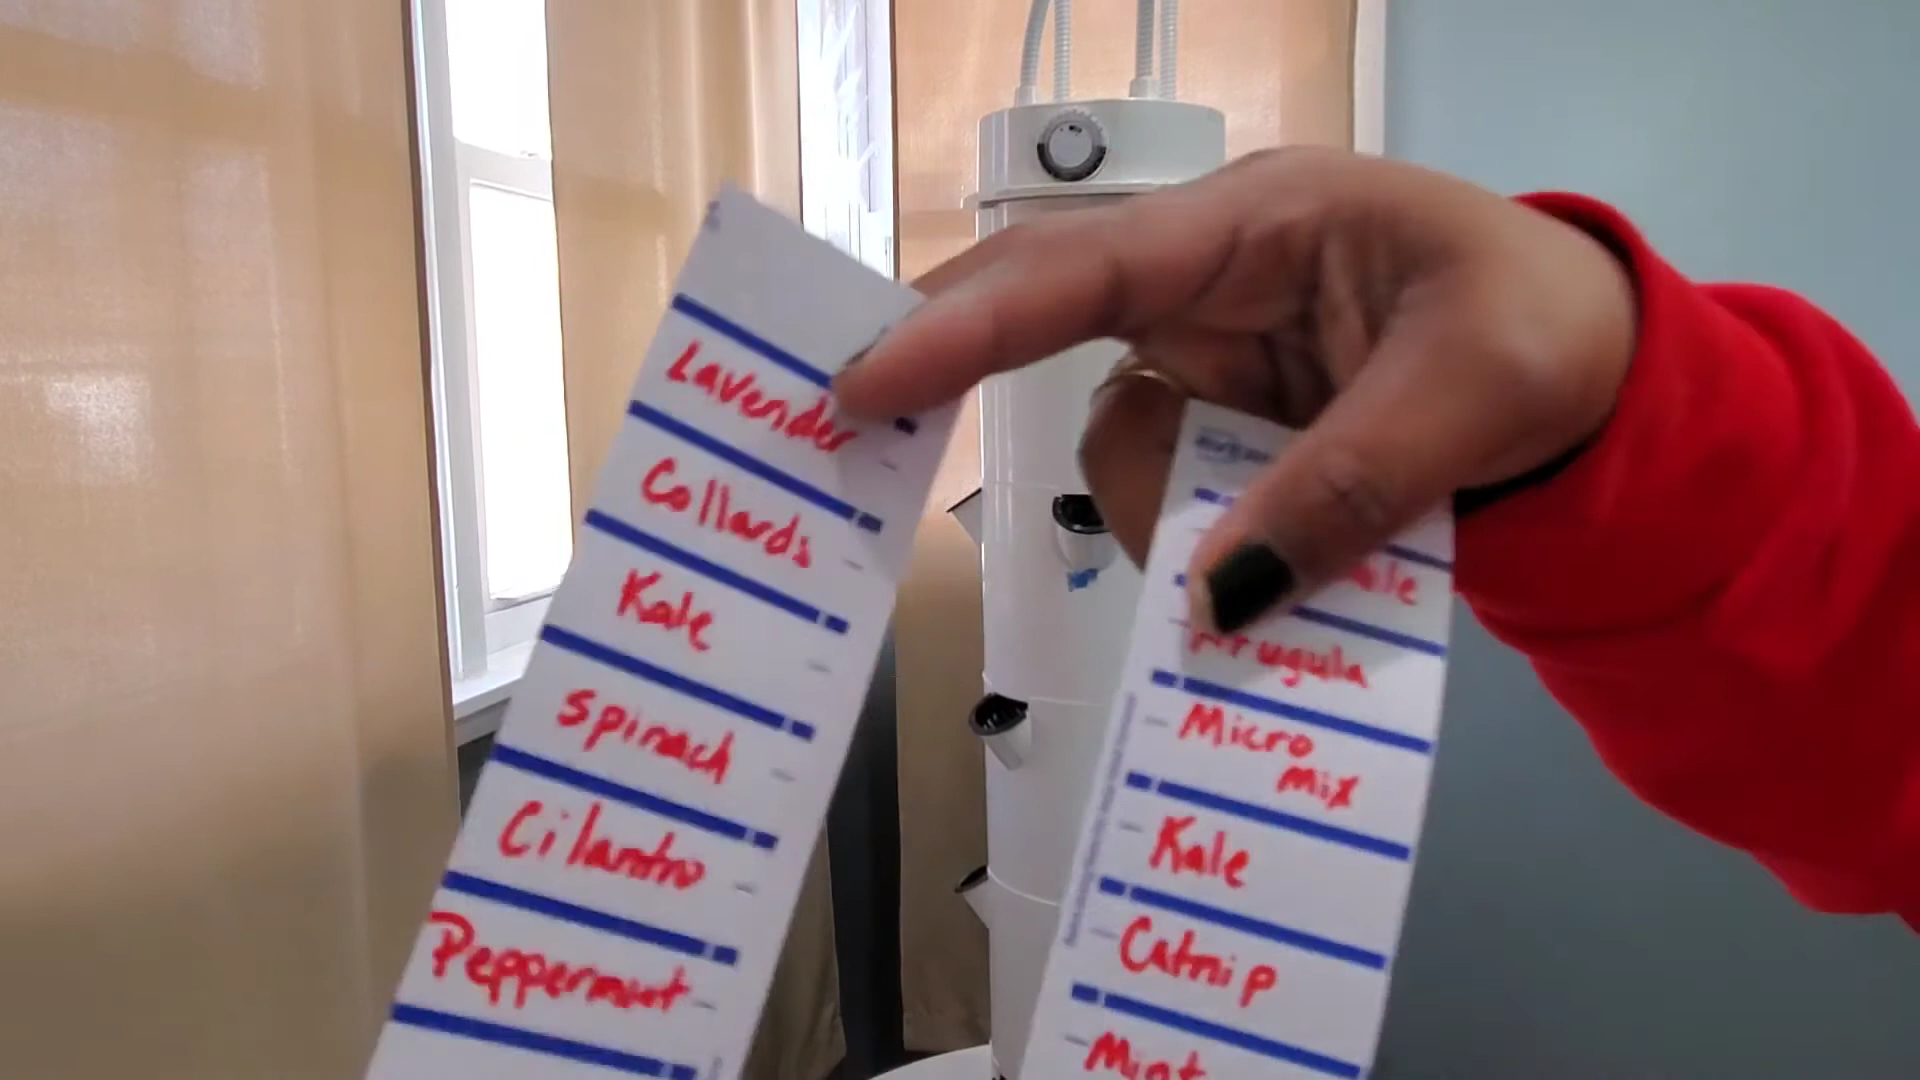 Lavender
Collards
Kale
spinach
Cilantro
Peppermint
Arugula
Micro
Mix
Kale
Catnip
Mint